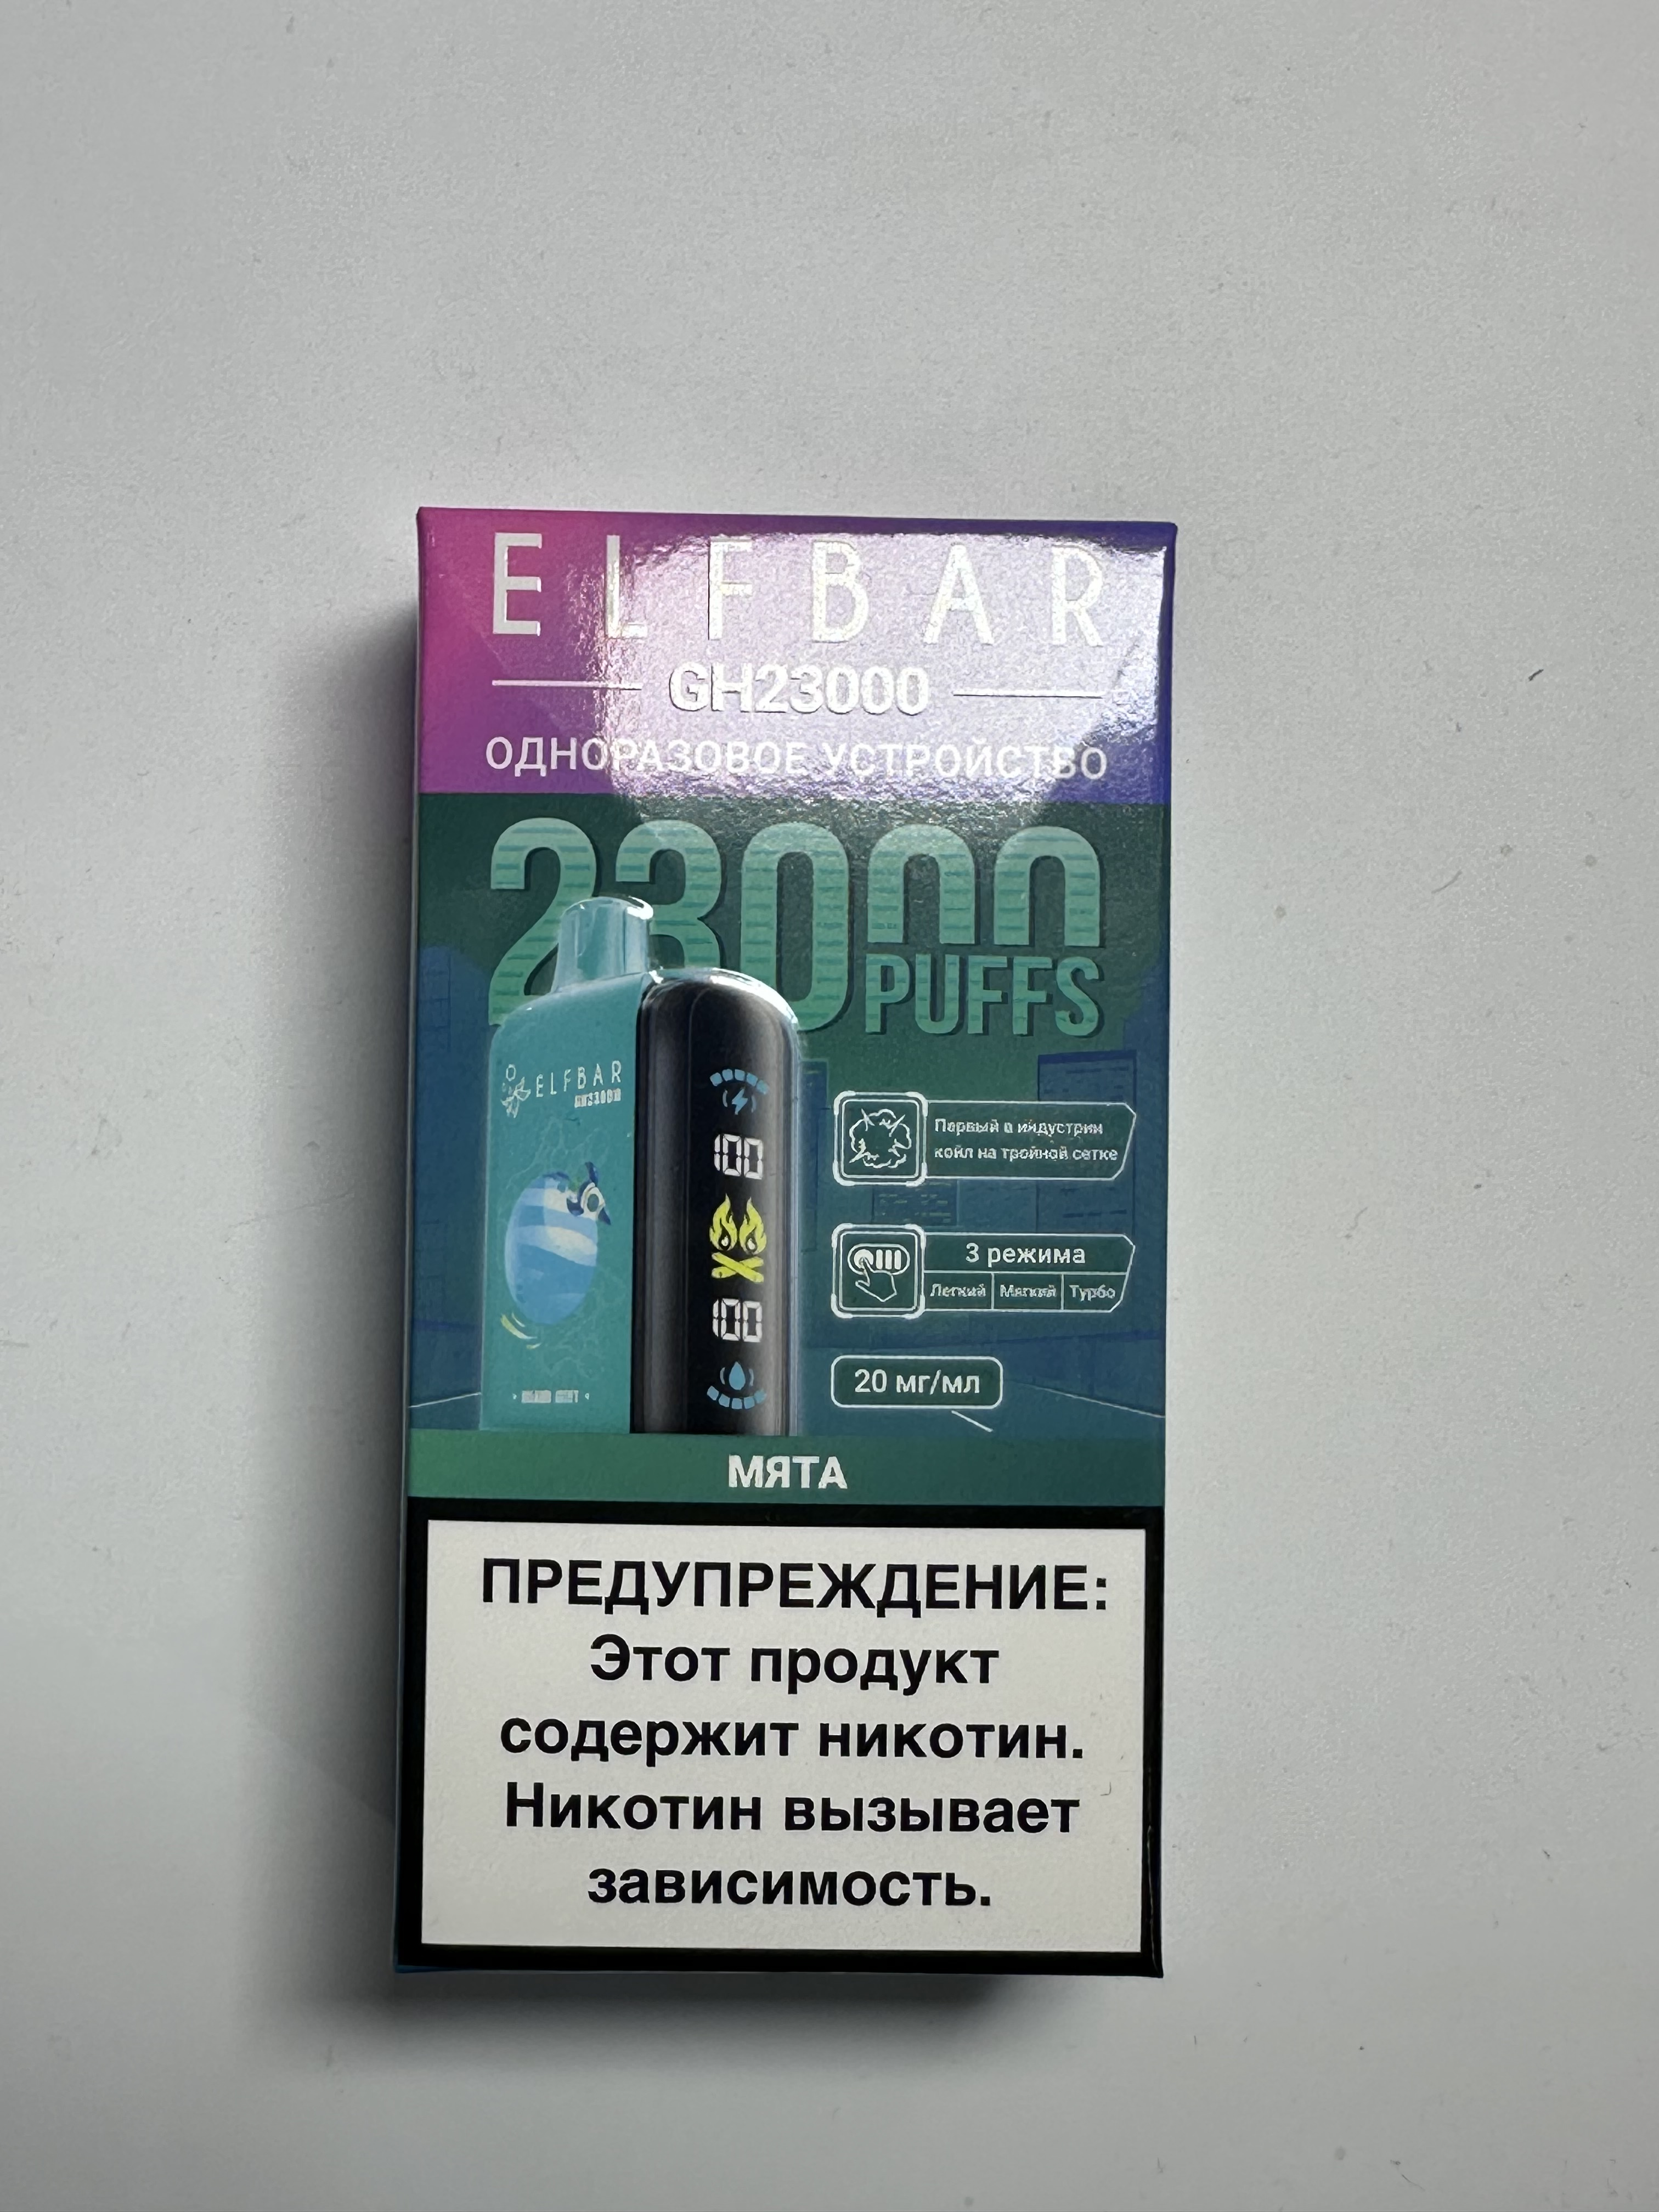 ELFBAR
GH23000
ОДНОРАЗОВОЕ УСТРОЙСТВО
23000
PUFFS
ELFBAR
100
100
Первый в индустрии
койл на тройной сетке
3 режима
Легкий Мягкий Турбо
20 мг/мл
МЯТА
ПРЕДУПРЕЖДЕНИЕ:
Этот продукт
содержит никотин.
Никотин вызывает
зависимость.